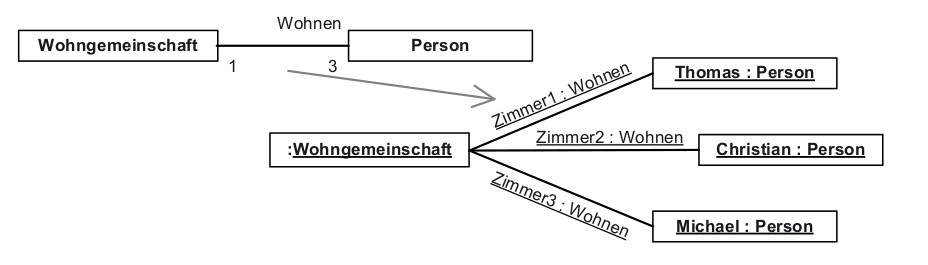 Wohnen
Wohngemeinschaft
Person
1
3
Zimmer1 : Wohnen
Thomas : Person
:Wohngemeinschaft
Zimmer2 : Wohnen
Christian : Person
Zimmer3 : Wohnen
Michael : Person